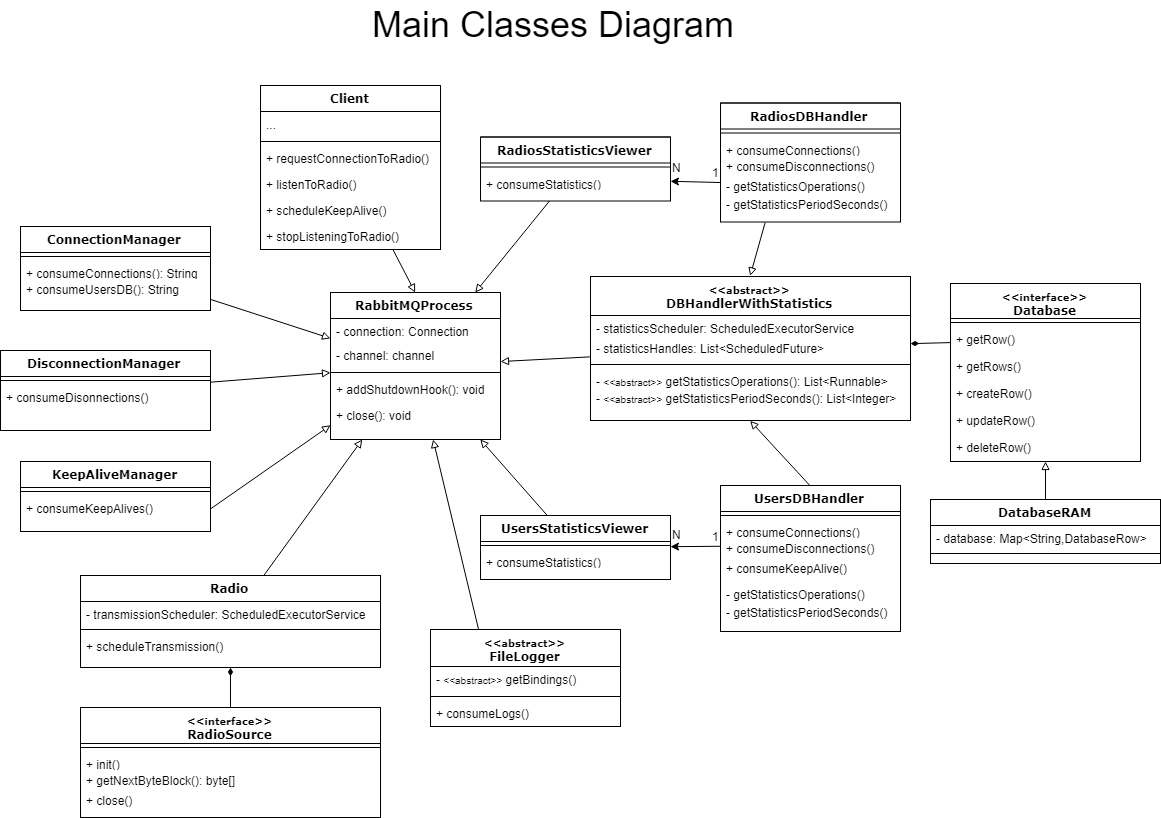 Main Classes Diagram
Client
...
+ requestConnectionToRadio()
+ listenToRadio()
+ scheduleKeepAlive()
+ stopListeningToRadio()
RadiosStatisticsViewer
+ consumeStatistics()
N
1
RadiosDBHandler
+ consumeConnections()
+ consumeDisconnections()
- getStatisticsOperations()
- getStatisticsPeriodSeconds()
ConnectionManager
+ consumeConnections(): String
+ consumeUsersDB(): String
RabbitMQProcess
- connection: Connection
- channel: channel
+ addShutdownHook(): void
+ close(): void
<<abstract>>
DBHandlerWithStatistics
- statisticsScheduler: ScheduledExecutorService
- statisticsHandles: List<ScheduledFuture>
- <<abstract>> getStatisticsOperations(): List<Runnable>
- <<abstract>> getStatisticsPeriodSeconds(): List<Integer>
<<interface>>
Database
+ getRow()
+ getRows()
+ createRow()
+ updateRow()
+ deleteRow()
DisconnectionManager
+ consumeDisonnections()
KeepAliveManager
+ consumeKeepAlives()
UsersStatisticsViewer
+ consumeStatistics()
N
1
UsersDBHandler
+ consumeConnections()
+ consumeDisconnections()
+ consumeKeepAlive()
- getStatisticsOperations()
- getStatisticsPeriodSeconds()
DatabaseRAM
- database: Map<String,DatabaseRow>
Radio
- transmissionScheduler: ScheduledExecutorService
+ scheduleTransmission()
<<abstract>>
FileLogger
- <<abstract>> getBindings()
+ consumeLogs()
<<interface>>
RadioSource
+ init()
+ getNextByteBlock(): byte[]
+ close()